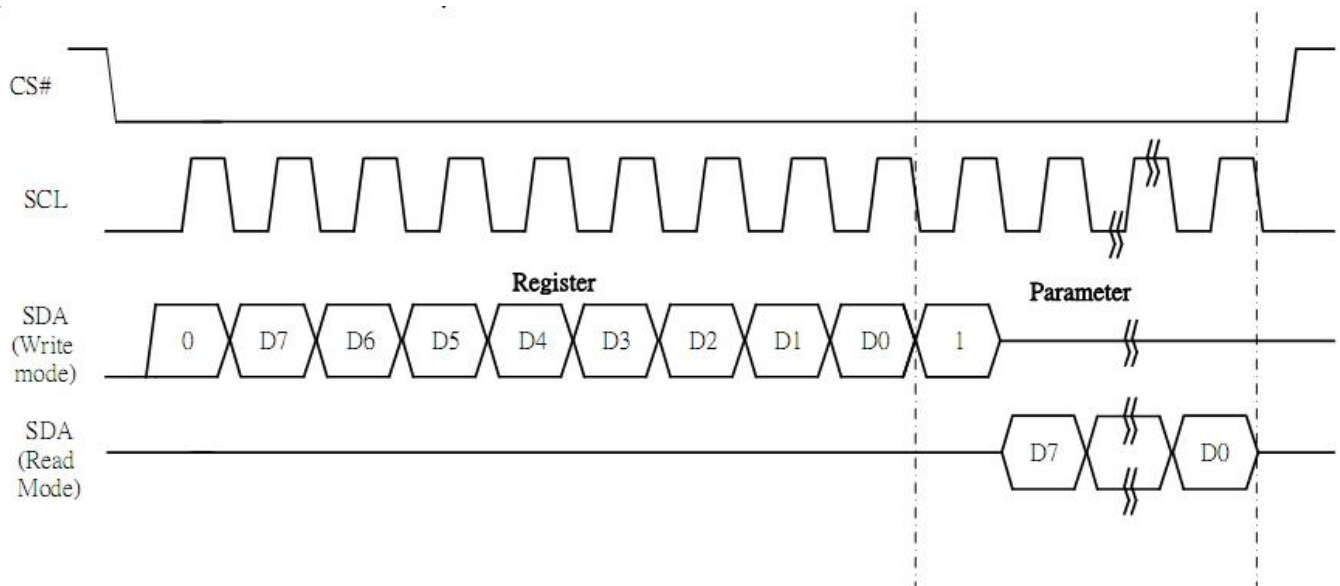 CS#
SCL
Register
Parameter
SDA
(Write
mode)
0 D7 D6 D5 D4 D3 D2 D1 D0 1
SDA
(Read
Mode)
D7 D0